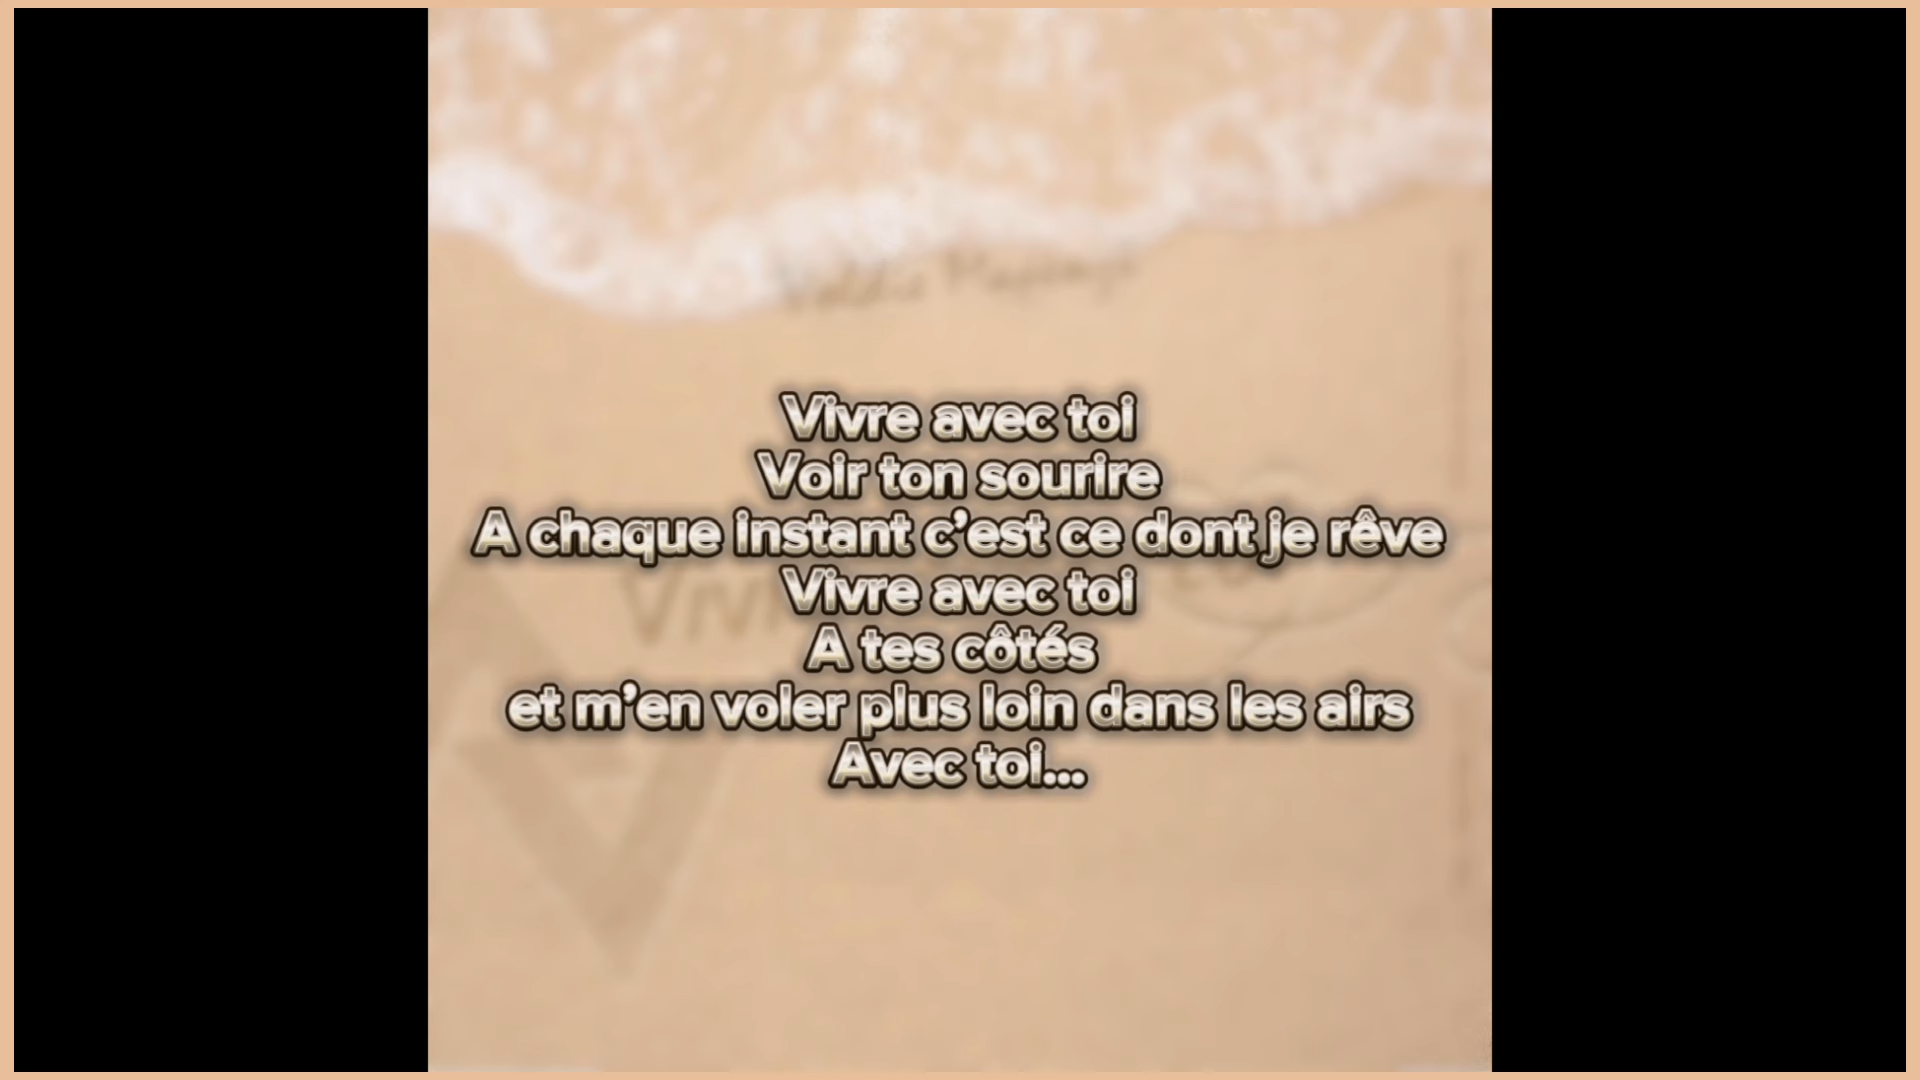 Vivre avec toi
Voir ton sourire
A chaque instant c’est ce dont je rêve
Vivre avec toi
A tes côtés
et m’en voler plus loin dans les airs
Avec toi...